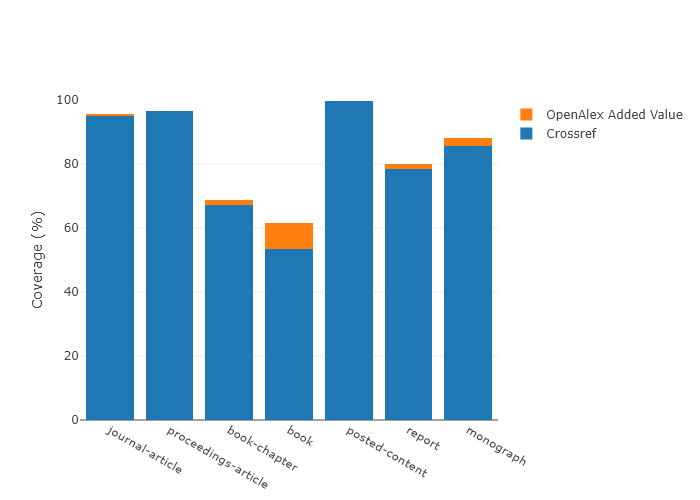 100
80
60
40
20
0
Coverage (%)
journal-article
proceedings-article
book-chapter
book
posted-content
report
monograph
OpenAlex Added Value
Crossref